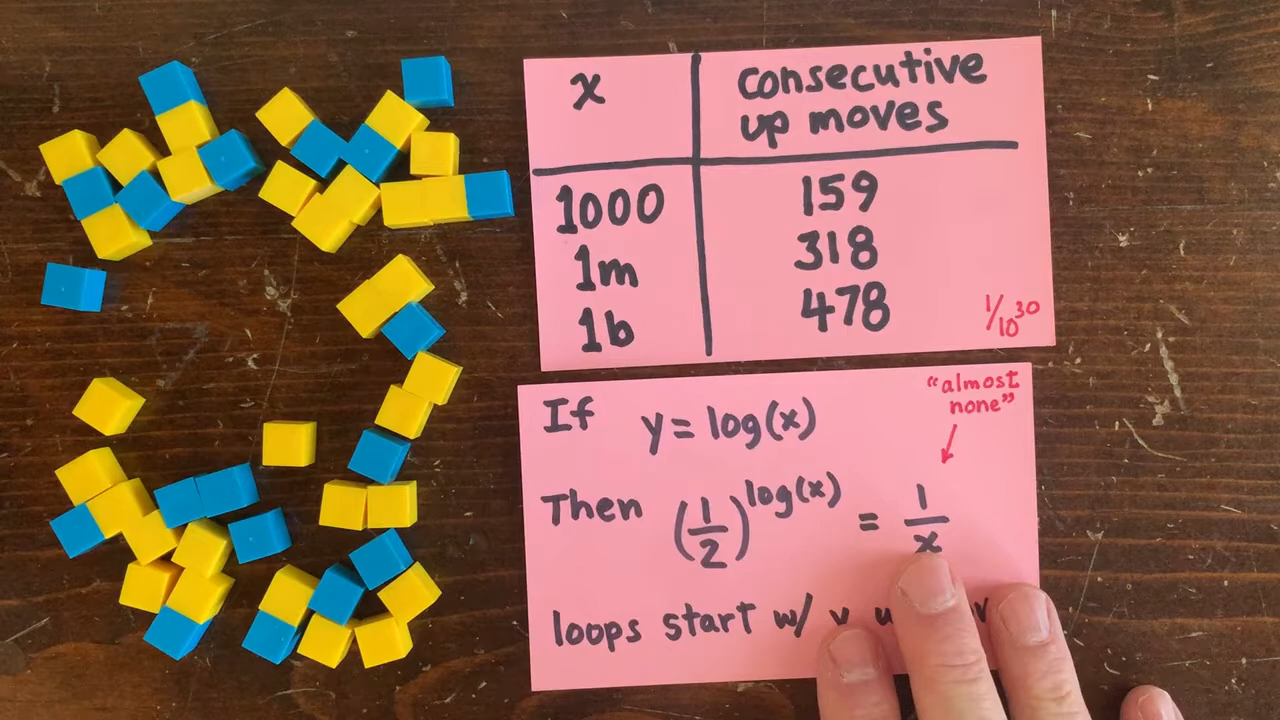 x consecutive
up moves
1000 159
1m 318
1b 478
1/10^30
"almost
none"
If y = log(x)
Then (1/2)^log(x) = 1/x
loops start w/